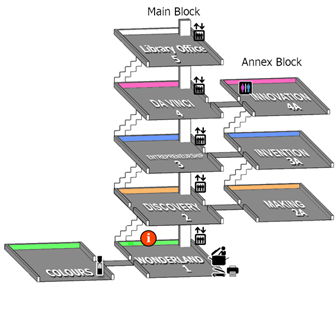 Main Block
Library Office
5
Annex Block
DA VINCI
4
INNOVATION
4A
ENTREPRENEURSHIP
3
INVENTION
3A
DISCOVERY
2
MAKING
2A
i
COLOURS
WONDERLAND
1